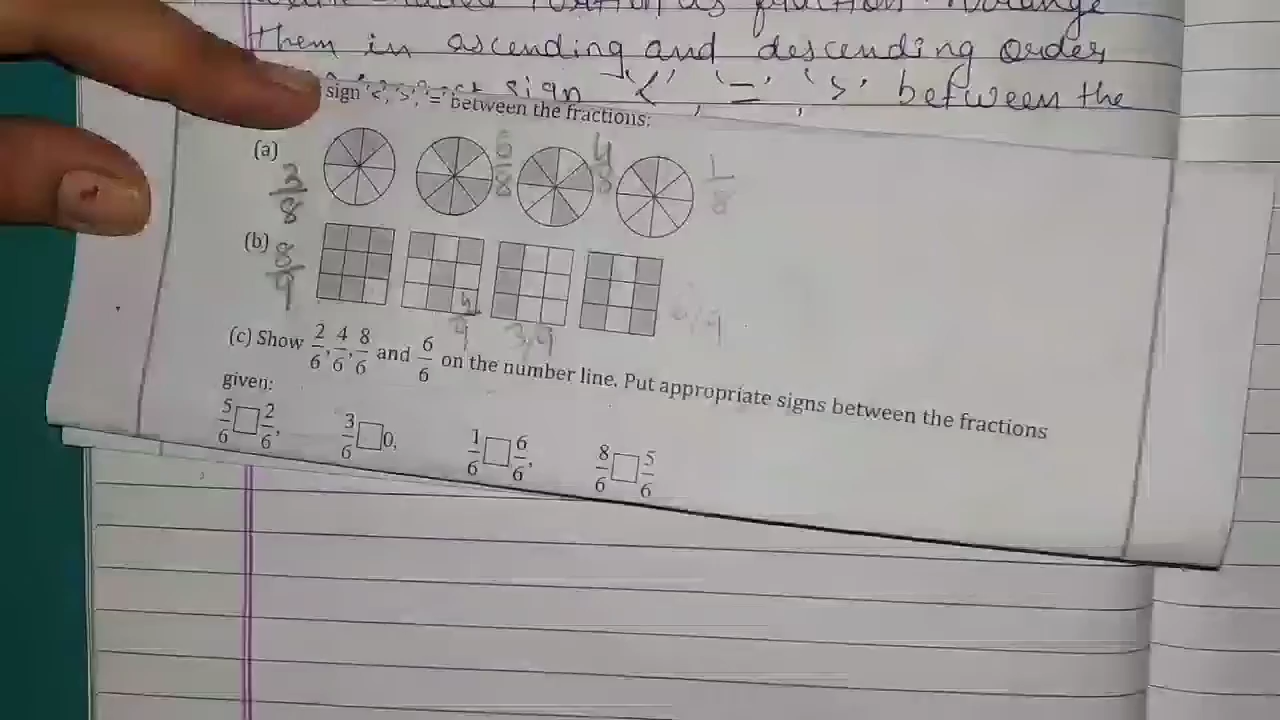 them in ascending and descending order
sign '<', '=' '>' between the
sign '<', '>', '=' between the fractions:
(a) 3/8 6/8 4/8 1/8
(b) 8/9 4/9 3/9
(c) Show 2/6, 4/6, 8/6 and 6/6 on the number line. Put appropriate signs between the fractions
given:
5/6 □ 2/6, 3/6 □ 0, 1/6 □ 6/6, 8/6 □ 5/6